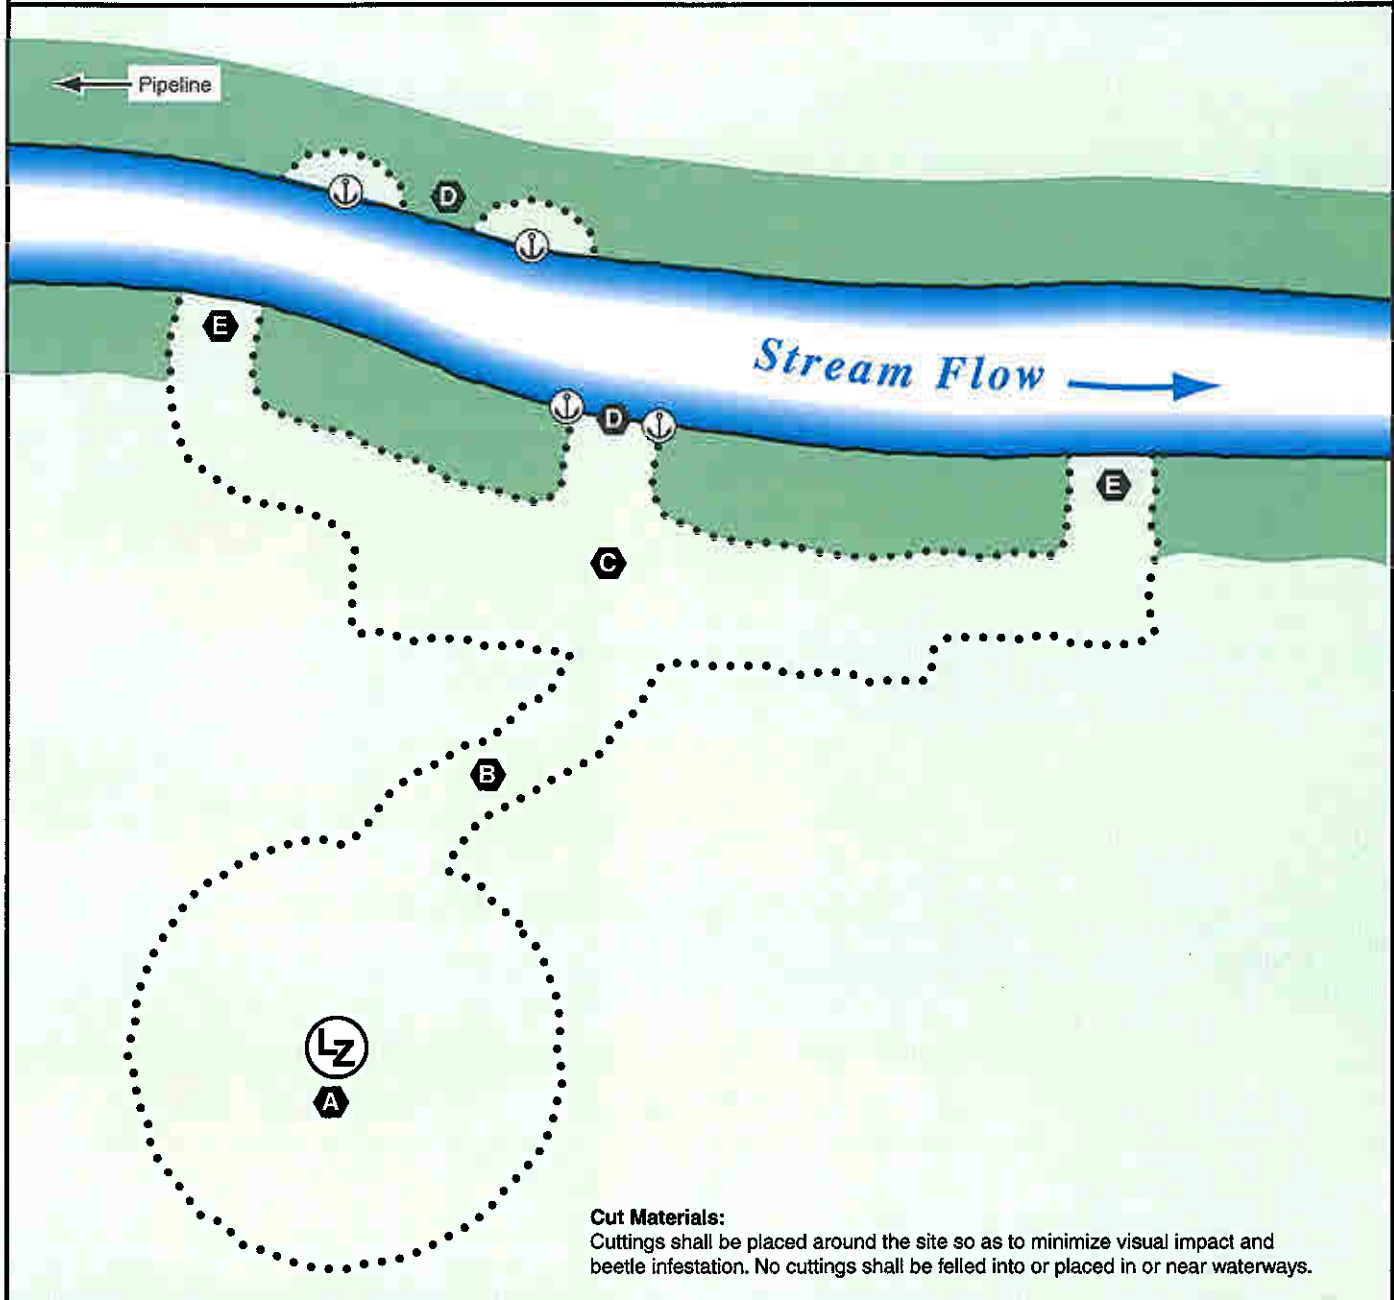 Pipeline
D
E
Stream Flow
D
E
C
B
LZ
A
Cut Materials:
Cuttings shall be placed around the site so as to minimize visual impact and
beetle infestation. No cuttings shall be felled into or placed in or near waterways.